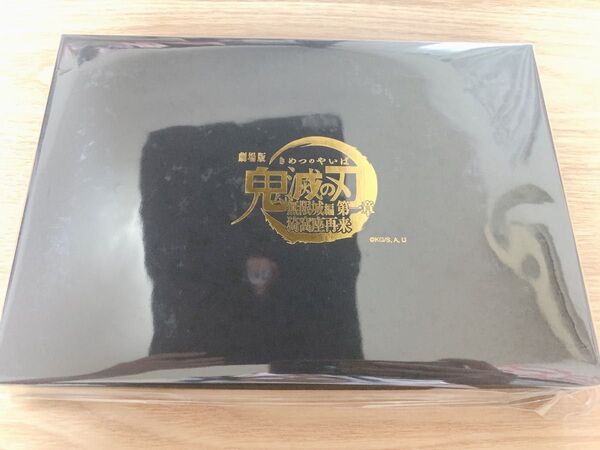 劇場版
きめつのやいば
鬼滅の刃
無限城編 第一章
猗窩座再来
©KG/S, A, U